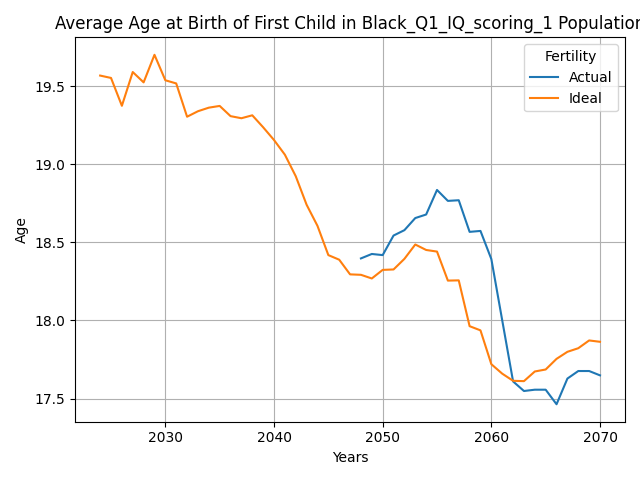 Average Age at Birth of First Child in Black_Q1_IQ_scoring_1 Population
Fertility
Actual
Ideal
19.5
19.0
18.5
18.0
17.5
Age
2030
2040
2050
2060
2070
Years